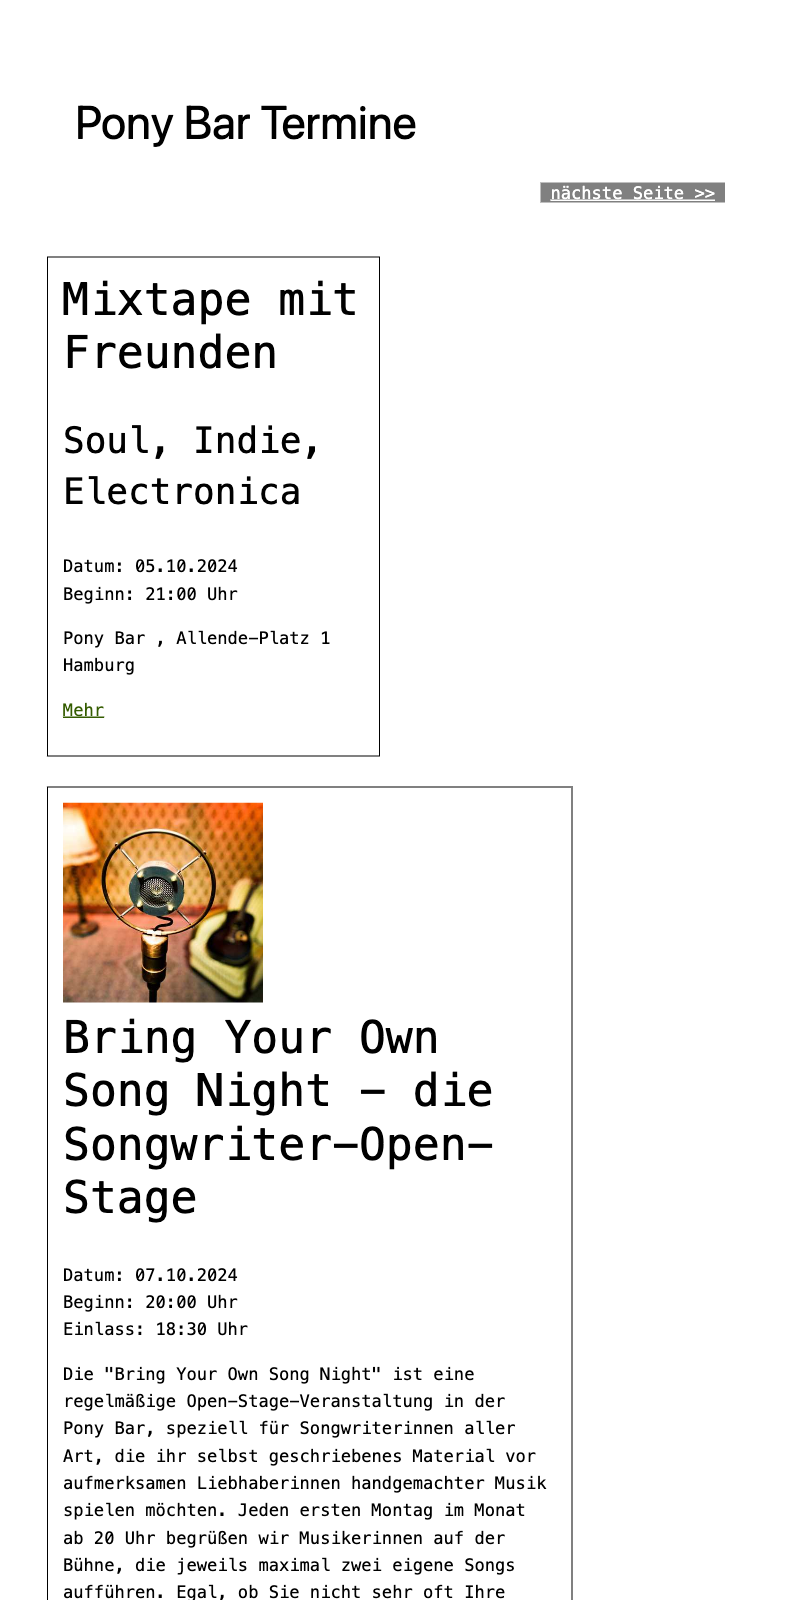 Pony Bar Termine
nächste Seite >>
Mixtape mit
Freunden
Soul, Indie,
Electronica
Datum: 05.10.2024
Beginn: 21:00 Uhr
Pony Bar , Allende-Platz 1
Hamburg
Mehr
Bring Your Own
Song Night - die
Songwriter-Open-
Stage
Datum: 07.10.2024
Beginn: 20:00 Uhr
Einlass: 18:30 Uhr
Die "Bring Your Own Song Night" ist eine
regelmäßige Open-Stage-Veranstaltung in der
Pony Bar, speziell für Songwriterinnen aller
Art, die ihr selbst geschriebenes Material vor
aufmerksamen Liebhaberinnen handgemachter Musik
spielen möchten. Jeden ersten Montag im Monat
ab 20 Uhr begrüßen wir Musikerinnen auf der
Bühne, die jeweils maximal zwei eigene Songs
aufführen. Egal, ob Sie nicht sehr oft Ihre